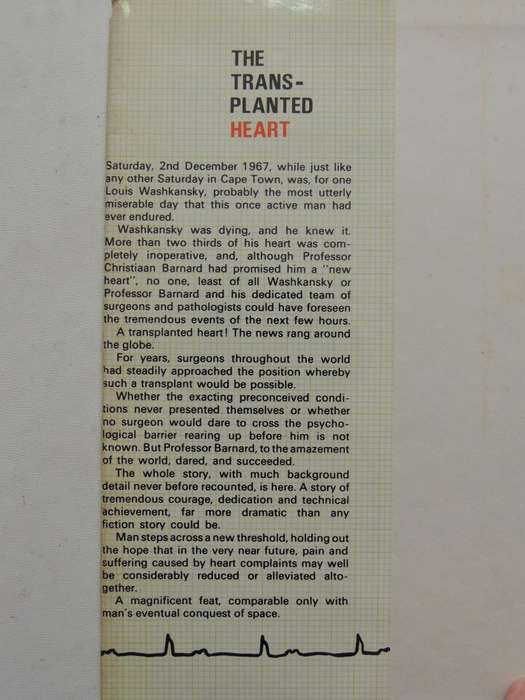 THE
TRANS-
PLANTED
HEART
Saturday, 2nd December 1967, while just like
any other Saturday in Cape Town, was, for one
Louis Washkansky, probably the most utterly
miserable day that this once active man had
ever endured.
Washkansky was dying, and he knew it.
More than two thirds of his heart was com-
pletely inoperative, and, although Professor
Christiaan Barnard had promised him a "new
heart", no one, least of all Washkansky or
Professor Barnard and his dedicated team of
surgeons and pathologists could have foreseen
the tremendous events of the next few hours.
A transplanted heart! The news rang around
the globe.
For years, surgeons throughout the world
had steadily approached the position whereby
such a transplant would be possible.
Whether the exacting preconceived condi-
tions never presented themselves or whether
no surgeon would dare to cross the psycho-
logical barrier rearing up before him is not
known. But Professor Barnard, to the amazement
of the world, dared, and succeeded.
The whole story, with much background
detail never before recounted, is here. A story of
tremendous courage, dedication and technical
achievement, far more dramatic than any
fiction story could be.
Man steps across a new threshold, holding out
the hope that in the very near future, pain and
suffering caused by heart complaints may well
be considerably reduced or alleviated alto-
gether.
A magnificent feat, comparable only with
man's eventual conquest of space.